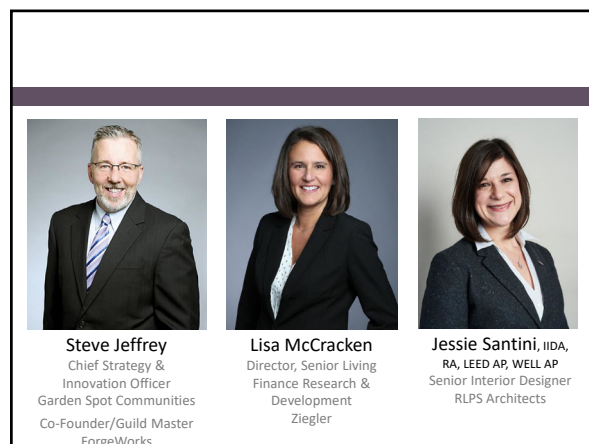 Steve Jeffrey
Chief Strategy &
Innovation Officer
Garden Spot Communities
Co-Founder/Guild Master
ForgeWorks
Lisa McCracken
Director, Senior Living
Finance Research &
Development
Ziegler
Jessie Santini, IIDA,
RA, LEED AP, WELL AP
Senior Interior Designer
RLPS Architects